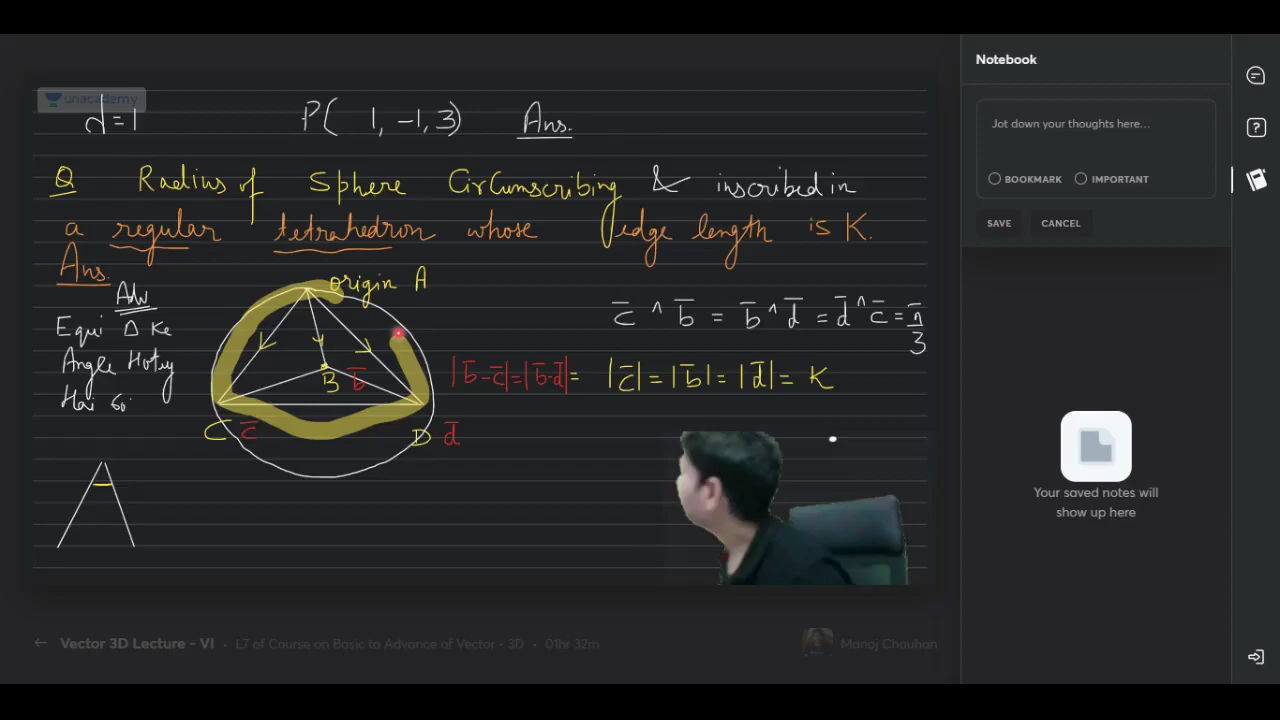 Notebook
unacademy
d=1 P( 1, -1, 3) Ans.
Jot down your thoughts here...
BOOKMARK IMPORTANT
SAVE CANCEL
Q Radius of Sphere Circumscribing & inscribed in
a regular tetrahedron whose edge length is K.
Ans.
Adv
Equi Δ Ke
Angle Hotey
Hai 60
origin A
B b̄
C c̄
D d̄
c̄ ^ b̄ = b̄ ^ d̄ = d̄ ^ c̄ = π/3
|b̄-c̄|=|b̄-d̄|= |c̄|=|b̄|=|d̄|= K
Your saved notes will
show up here
Vector 3D Lecture - VI • L7 of Course on Basic to Advance of Vector - 3D • 01hr 32m
Manoj Chauhan